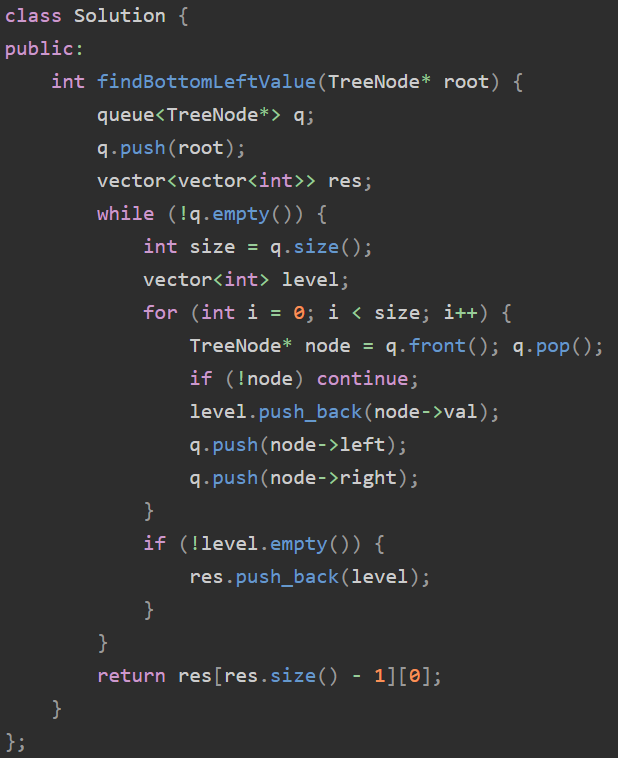 class Solution {
public:
    int findBottomLeftValue(TreeNode* root) {
        queue<TreeNode*> q;
        q.push(root);
        vector<vector<int>> res;
        while (!q.empty()) {
            int size = q.size();
            vector<int> level;
            for (int i = 0; i < size; i++) {
                TreeNode* node = q.front(); q.pop();
                if (!node) continue;
                level.push_back(node->val);
                q.push(node->left);
                q.push(node->right);
            }
            if (!level.empty()) {
                res.push_back(level);
            }
        }
        return res[res.size() - 1][0];
    }
};